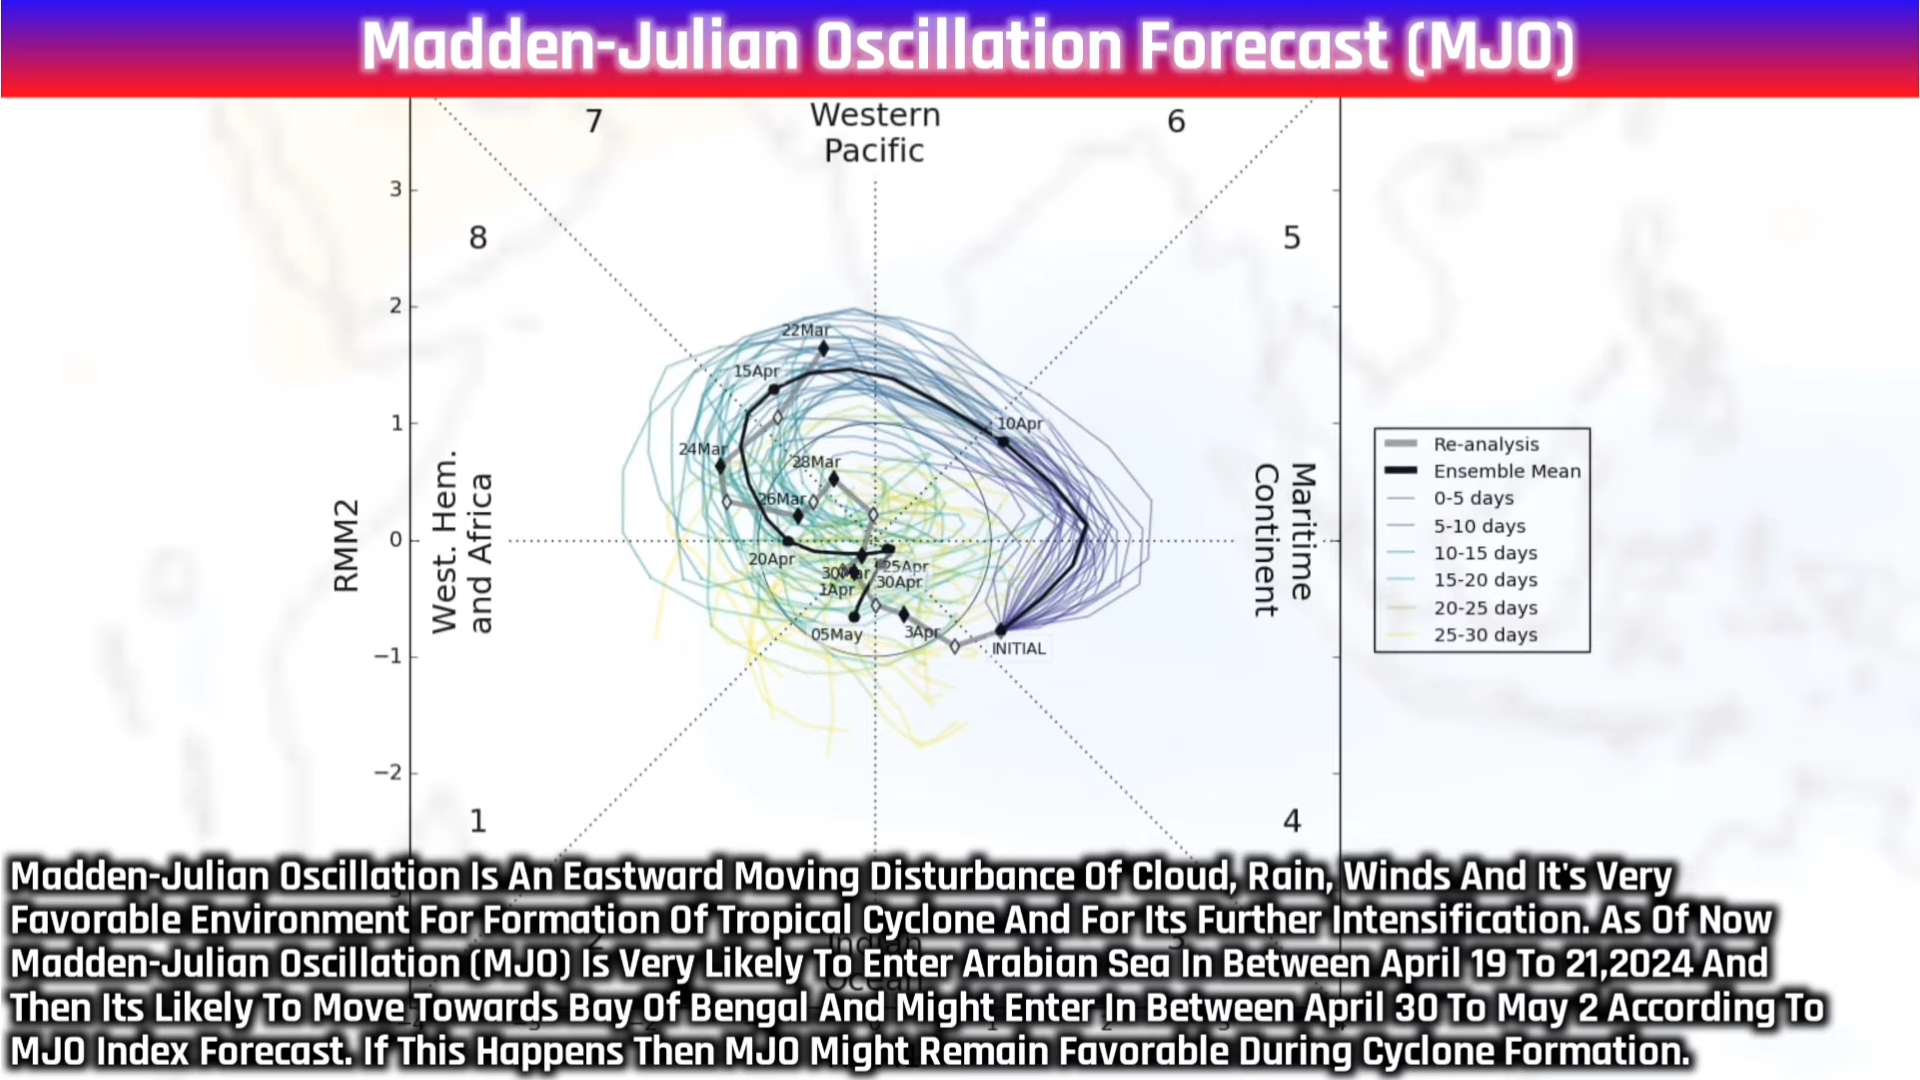 Madden-Julian Oscillation Forecast (MJO)
7
Western
Pacific
6
3
8
5
2
22Mar
15Apr
1
10Apr
24Mar
28Mar
26Mar
RMM2
West. Hem.
and Africa
0
Maritime
Continent
20Apr
25Apr
30Apr
1Apr
05May
3Apr
INITIAL
−1
−2
1
4
Re-analysis
Ensemble Mean
0-5 days
5-10 days
10-15 days
15-20 days
20-25 days
25-30 days
Madden-Julian Oscillation Is An Eastward Moving Disturbance Of Cloud, Rain, Winds And It's Very
Favorable Environment For Formation Of Tropical Cyclone And For Its Further Intensification. As Of Now
Madden-Julian Oscillation (MJO) Is Very Likely To Enter Arabian Sea In Between April 19 To 21,2024 And
Then Its Likely To Move Towards Bay Of Bengal And Might Enter In Between April 30 To May 2 According To
MJO Index Forecast. If This Happens Then MJO Might Remain Favorable During Cyclone Formation.
Indian
Ocean